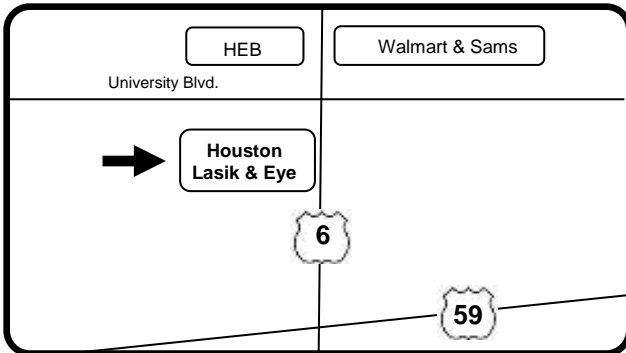 HEB
Walmart & Sams
University Blvd.
Houston
Lasik & Eye
6
59